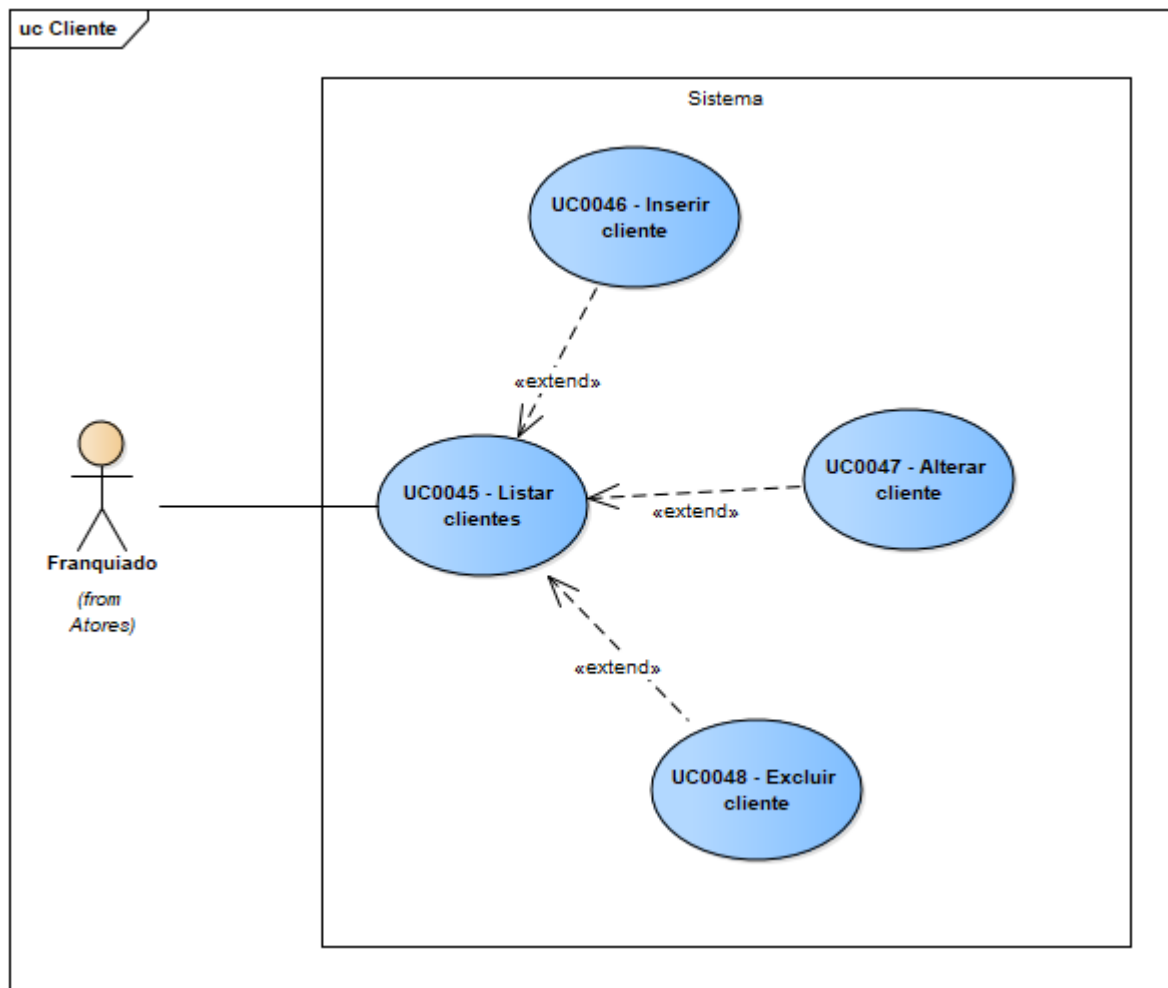 uc Cliente
Sistema
UC0046 - Inserir
cliente
«extend»
UC0045 - Listar
clientes
UC0047 - Alterar
cliente
«extend»
Franquiado
(from
Atores)
«extend»
UC0048 - Excluir
cliente